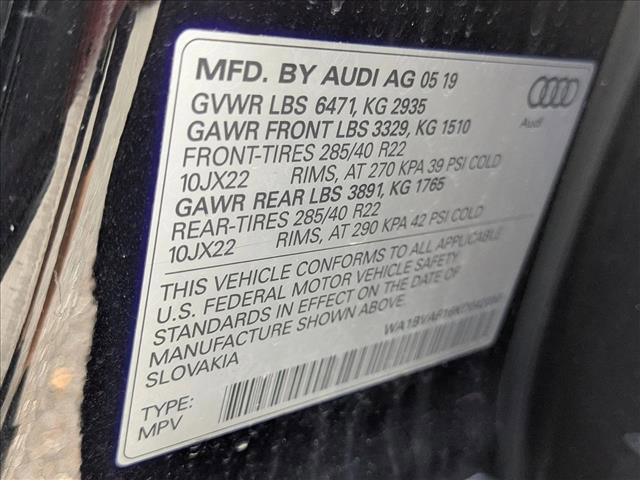 MFD. BY AUDI AG 05 19
GVWR LBS 6471, KG 2935
GAWR FRONT LBS 3329, KG 1510
FRONT-TIRES 285/40 R22
10JX22 RIMS, AT 270 KPA 39 PSI COLD
GAWR REAR LBS 3891, KG 1765
REAR-TIRES 285/40 R22
10JX22 RIMS, AT 290 KPA 42 PSI COLD
THIS VEHICLE CONFORMS TO ALL APPLICABLE
U.S. FEDERAL MOTOR VEHICLE SAFETY
STANDARDS IN EFFECT ON THE DATE OF
MANUFACTURE SHOWN ABOVE.
SLOVAKIA
TYPE:
MPV
Audi